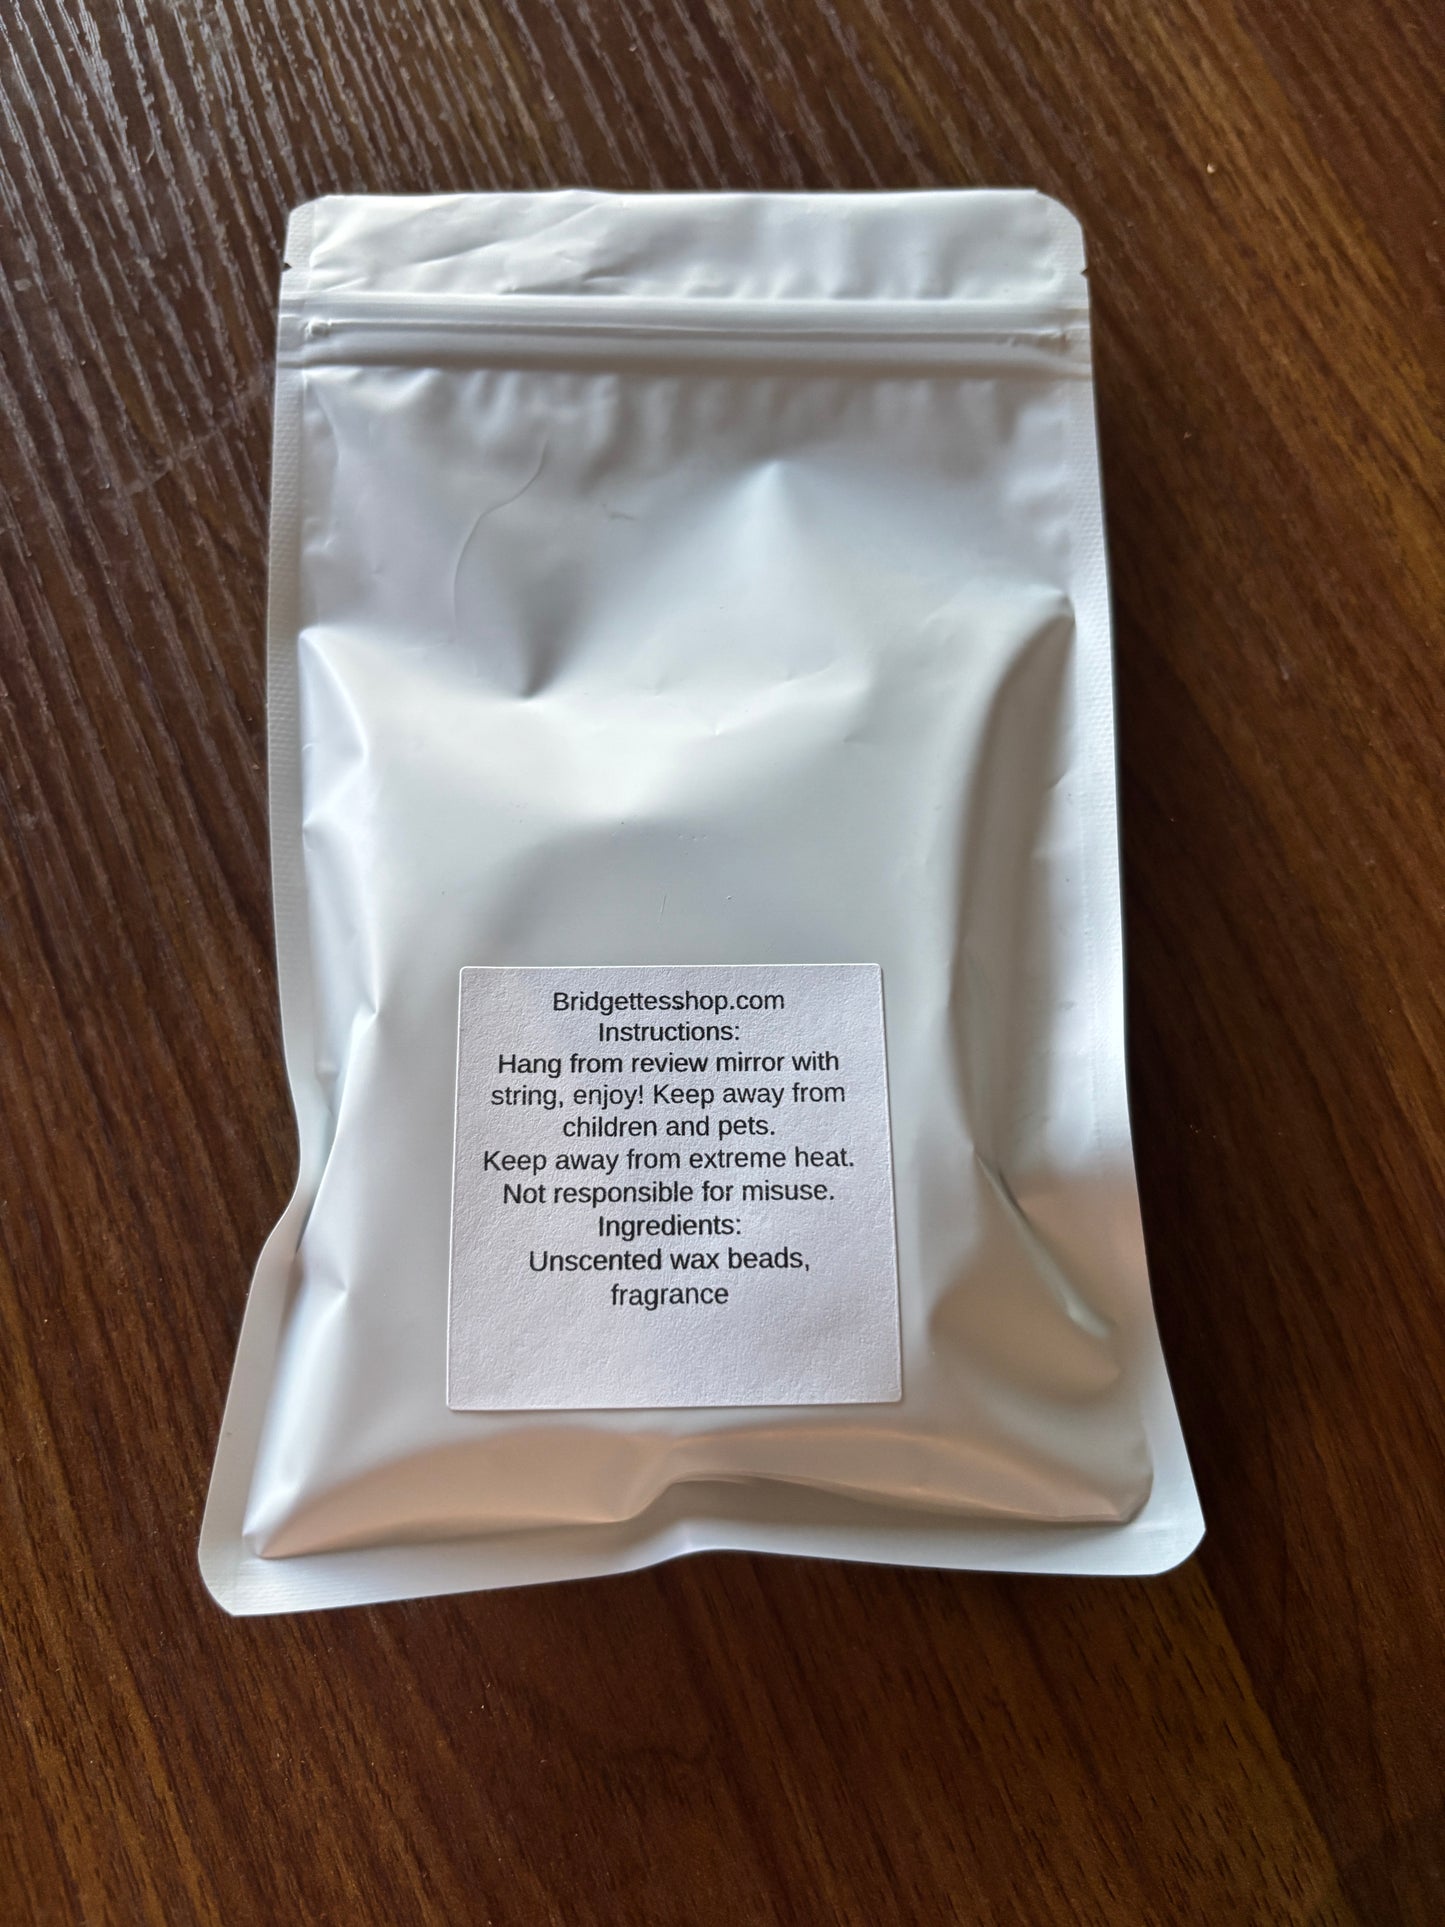 Bridgettesshop.com
Instructions:
Hang from review mirror with
string, enjoy! Keep away from
children and pets.
Keep away from extreme heat.
Not responsible for misuse.
Ingredients:
Unscented wax beads,
fragrance